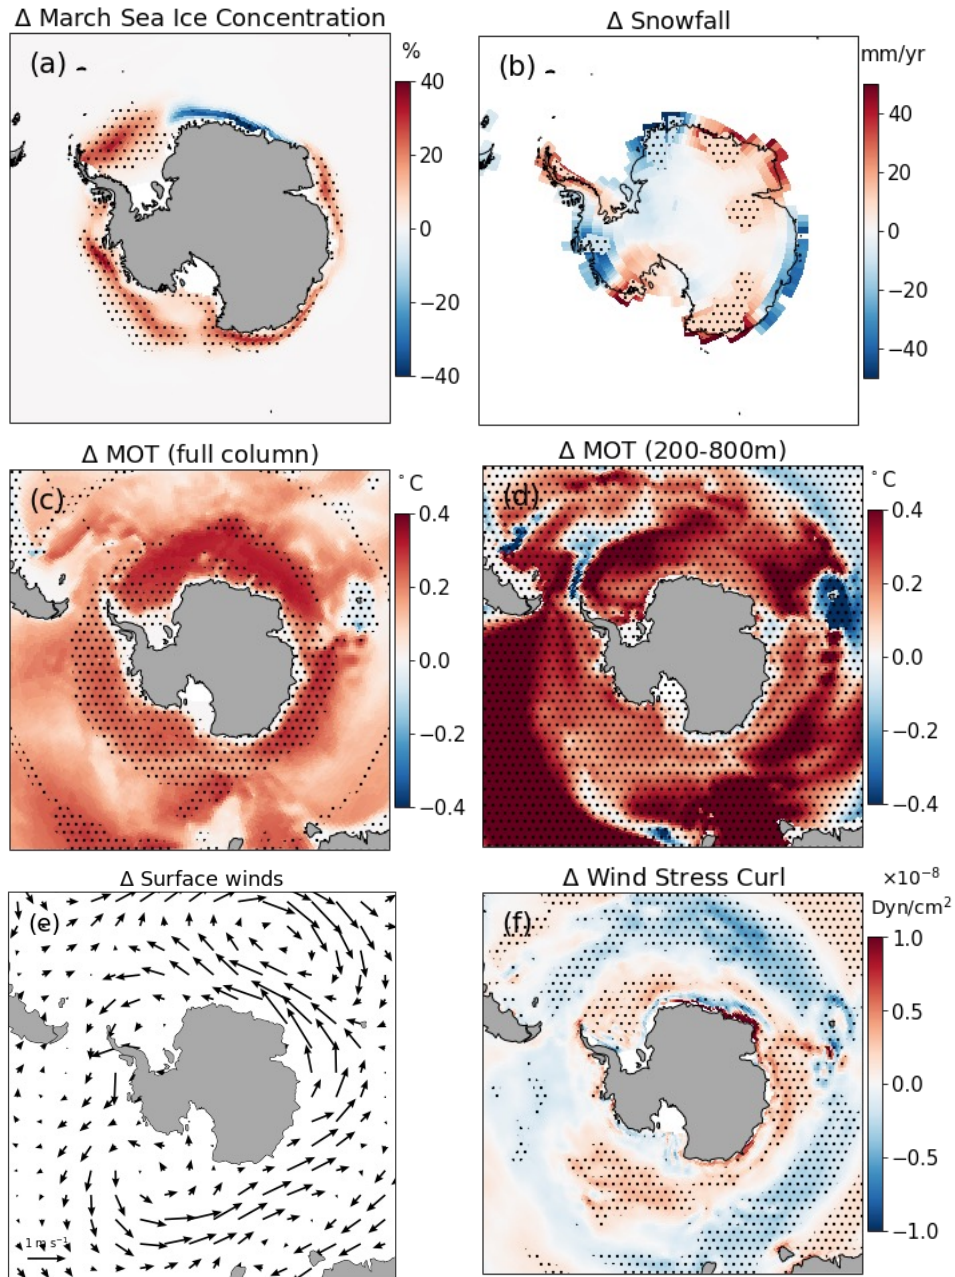 Δ March Sea Ice Concentration
(a)
%
40
20
0
−20
−40
Δ Snowfall
(b)
mm/yr
40
20
0
−20
−40
Δ MOT (full column)
(c)
°C
0.4
0.2
0.0
−0.2
−0.4
Δ MOT (200-800m)
(d)
°C
0.4
0.2
0.0
−0.2
−0.4
Δ Surface winds
(e)
1 m s⁻¹
Δ Wind Stress Curl
(f)
×10⁻⁸
Dyn/cm²
1.0
0.5
0.0
−0.5
−1.0